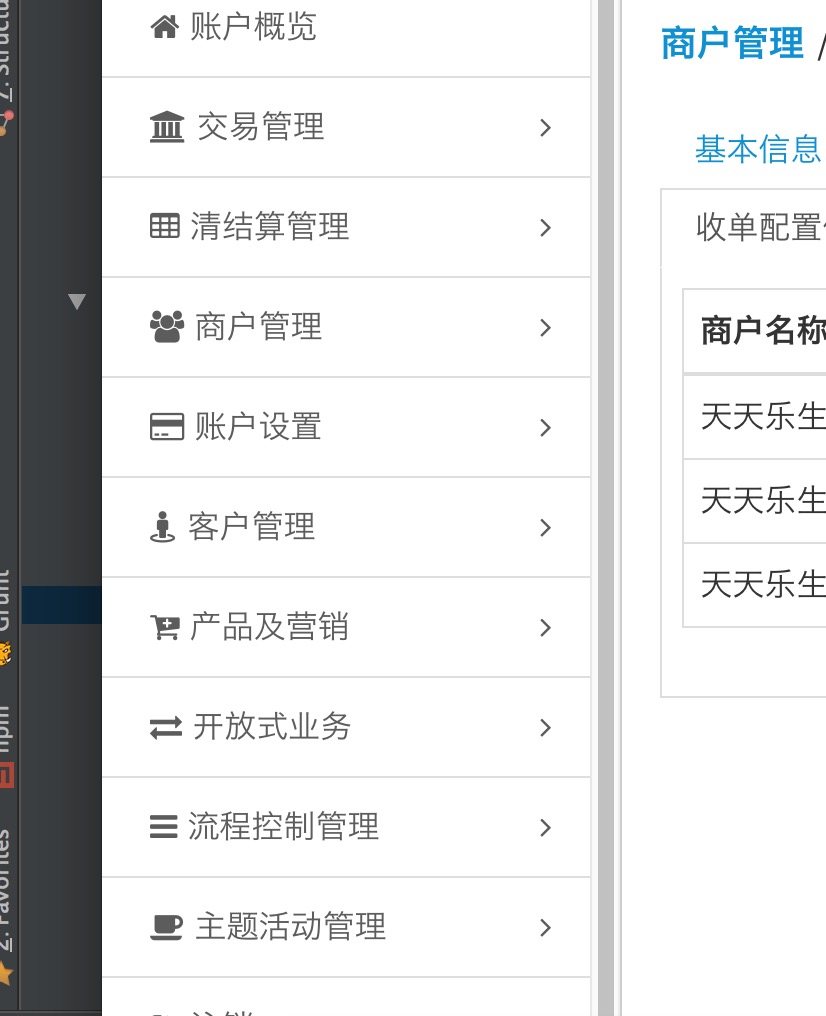 账户概览
交易管理
清结算管理
商户管理
账户设置
客户管理
产品及营销
开放式业务
流程控制管理
主题活动管理
商户管理 /
基本信息
收单配置
商户名称
天天乐生
天天乐生
天天乐生
Z: Structu
Grunt
npm
2: Favorites